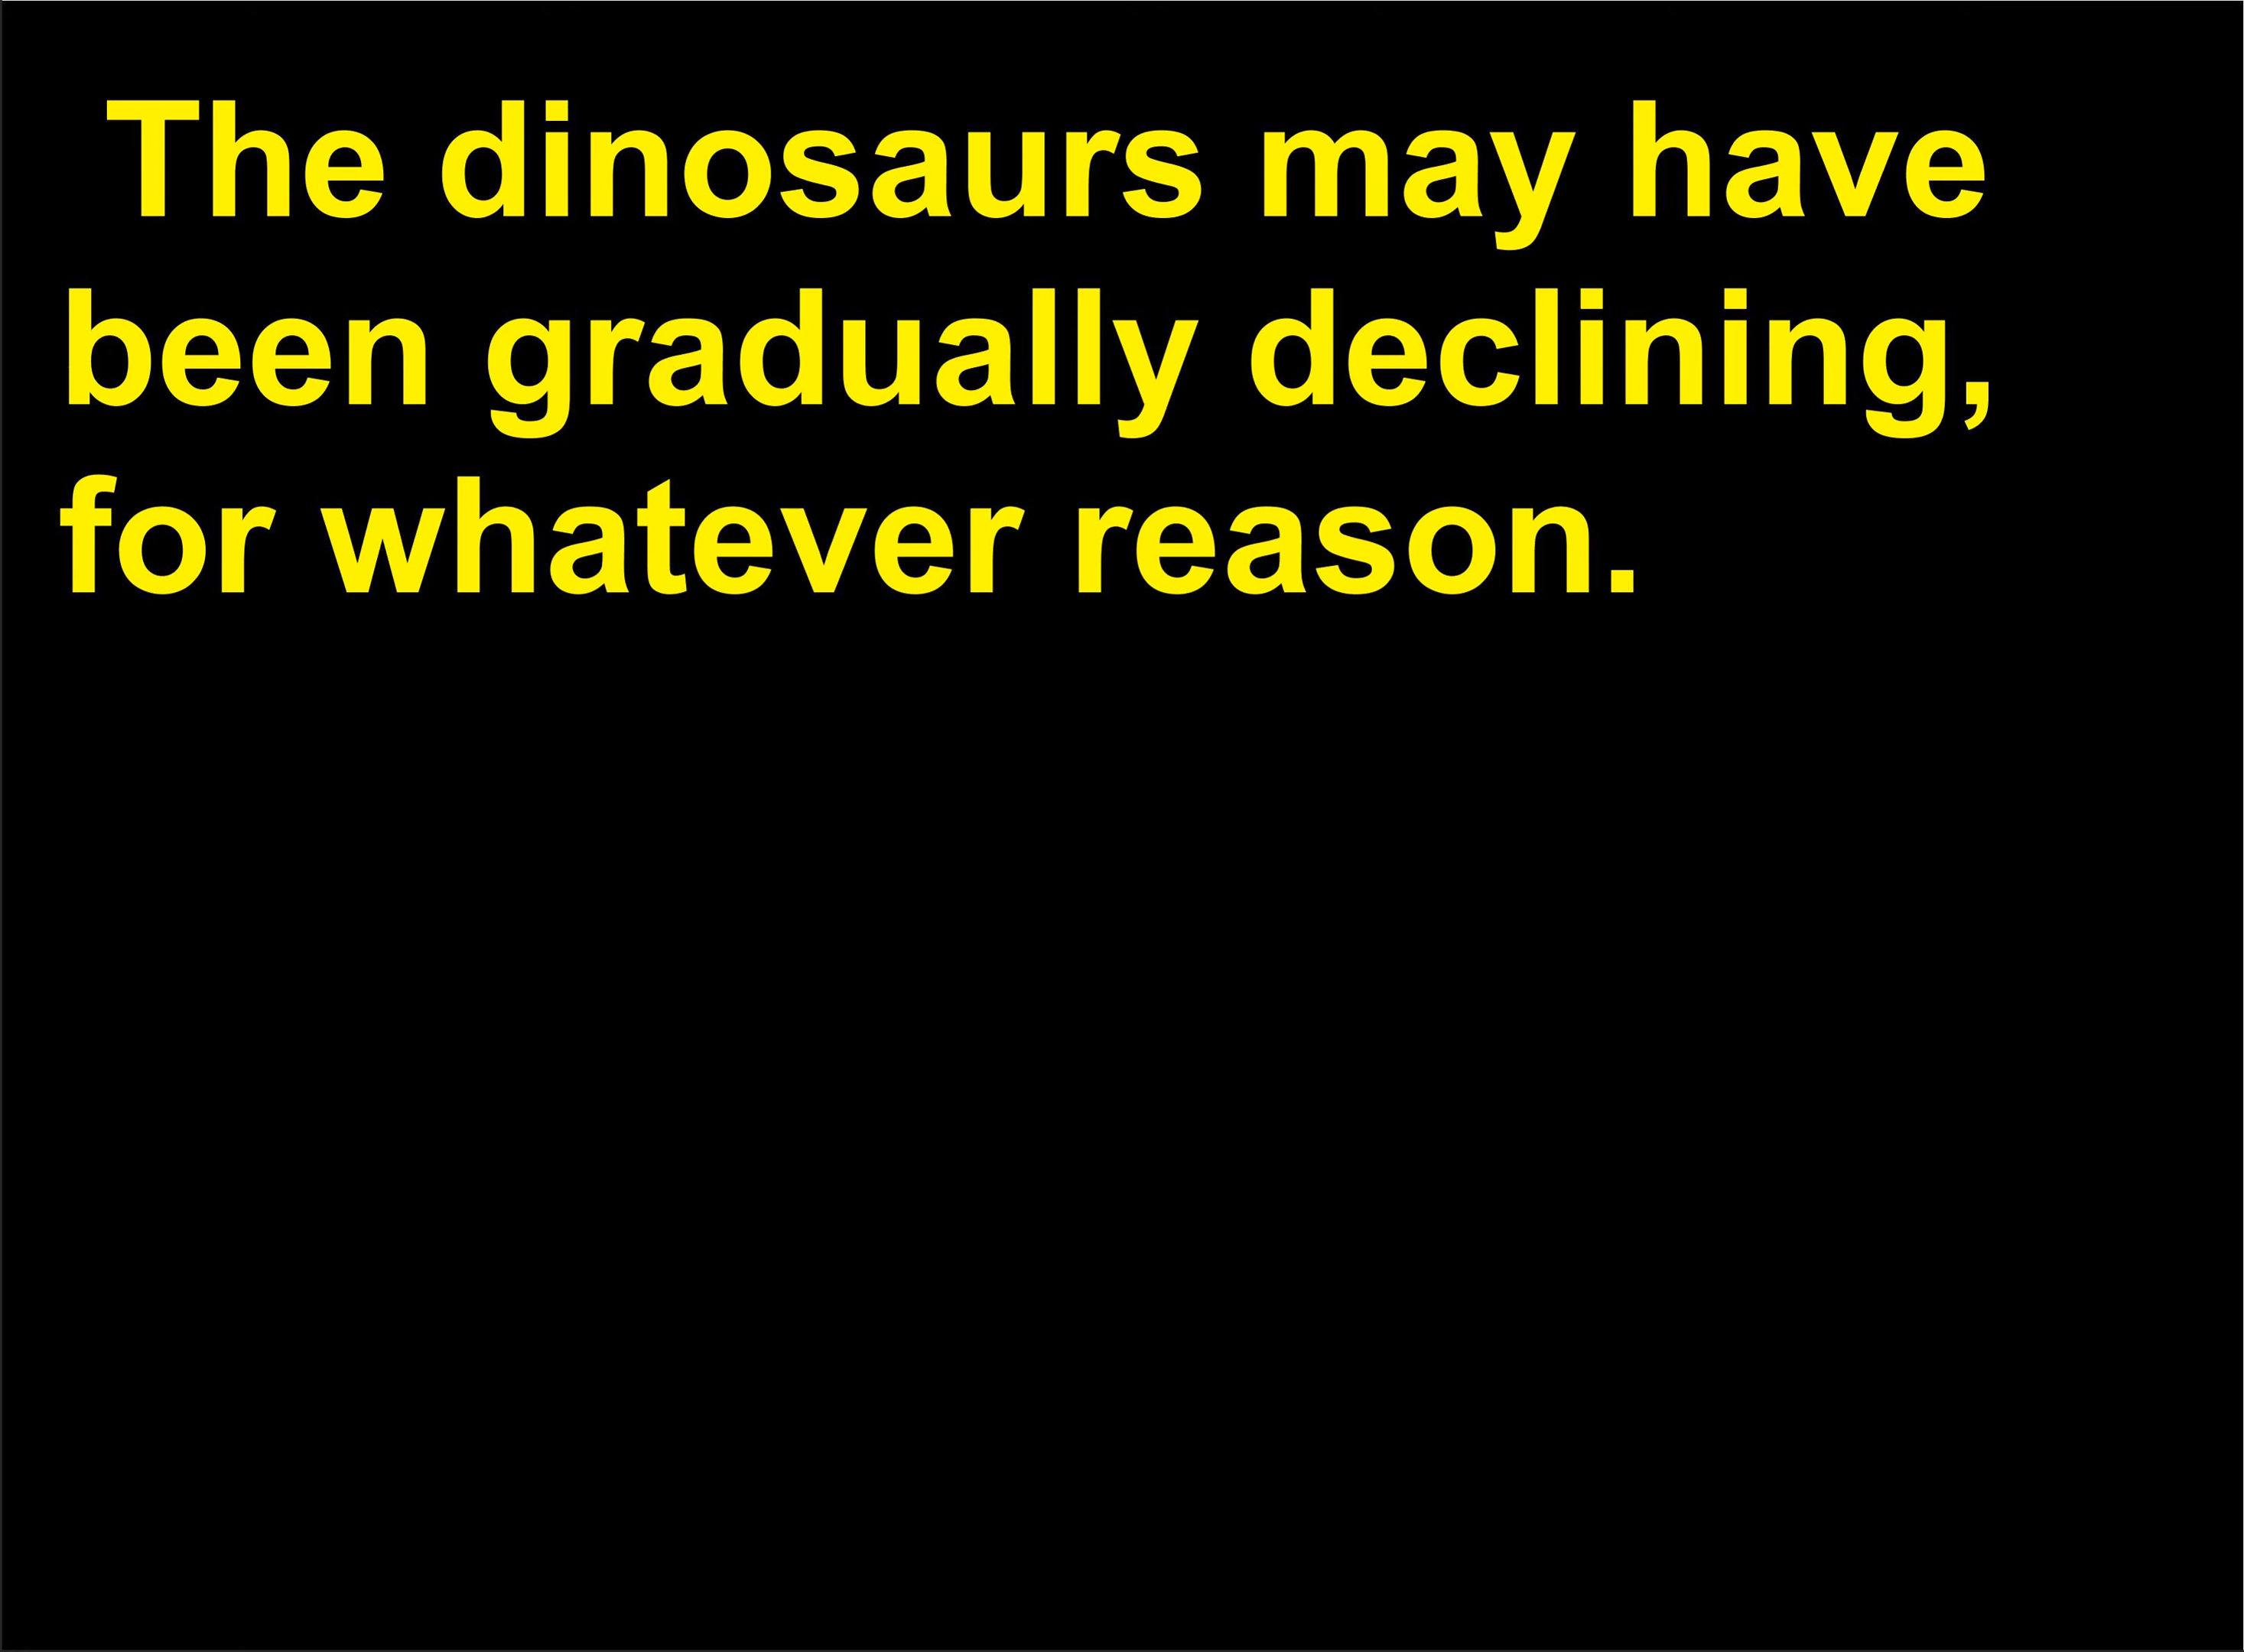 The dinosaurs may have
been gradually declining,
for whatever reason.